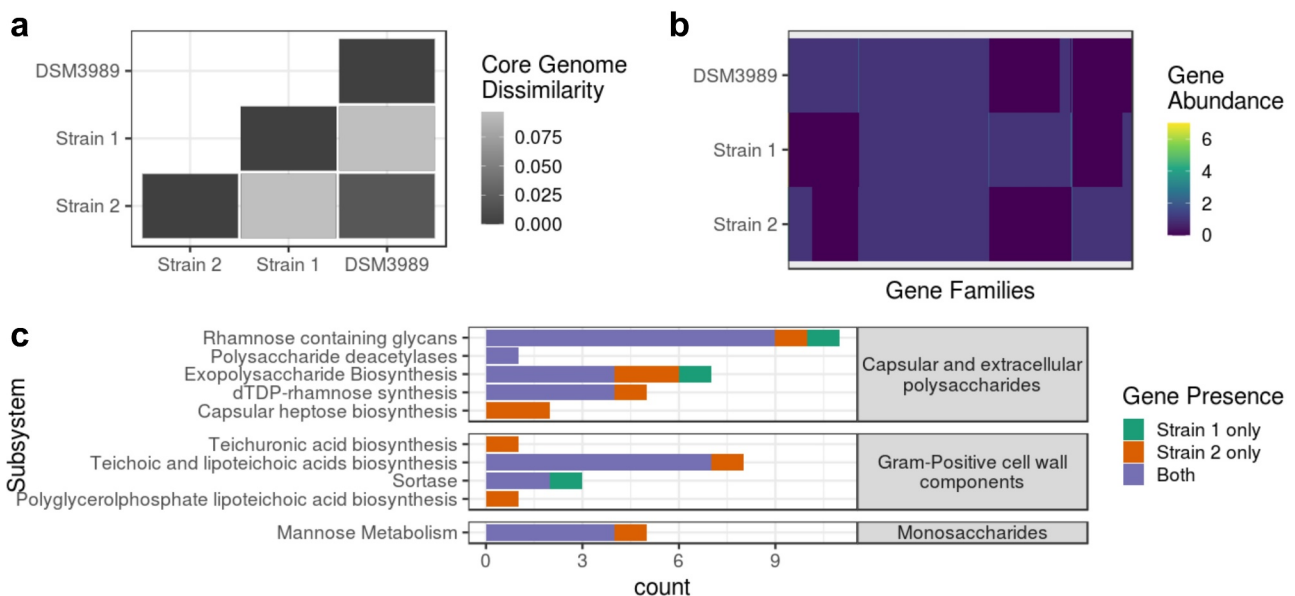 a
DSM3989
Strain 1
Strain 2
Strain 2
Strain 1
DSM3989
Core Genome
Dissimilarity
0.075
0.050
0.025
0.000
b
DSM3989
Strain 1
Strain 2
Gene Families
Gene
Abundance
6
4
2
0
c
Subsystem
Rhamnose containing glycans
Polysaccharide deacetylases
Exopolysaccharide Biosynthesis
dTDP-rhamnose synthesis
Capsular heptose biosynthesis
Capsular and extracellular
polysaccharides
Teichuronic acid biosynthesis
Teichoic and lipoteichoic acids biosynthesis
Sortase
Polyglycerolphosphate lipoteichoic acid biosynthesis
Gram-Positive cell wall
components
Mannose Metabolism
Monosaccharides
0
3
6
9
count
Gene Presence
Strain 1 only
Strain 2 only
Both